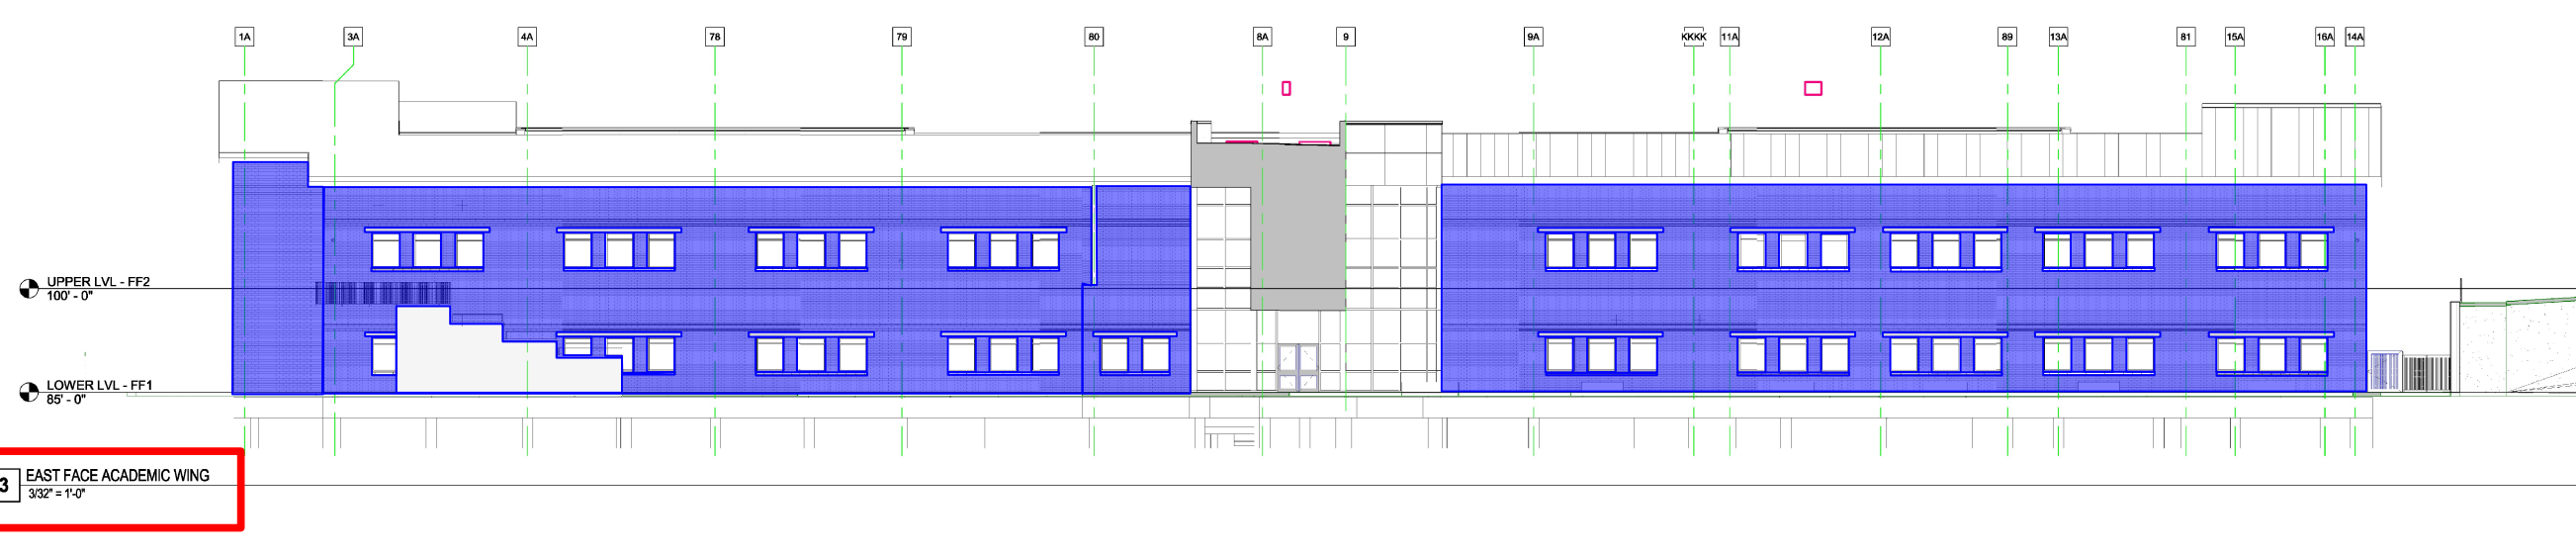 1A 3A 4A 78 79 80 8A 9 9A KKKK 11A 12A 89 13A 81 15A 16A 14A
UPPER LVL - FF2
100' - 0"
LOWER LVL - FF1
85' - 0"
3 EAST FACE ACADEMIC WING
3/32" = 1'-0"